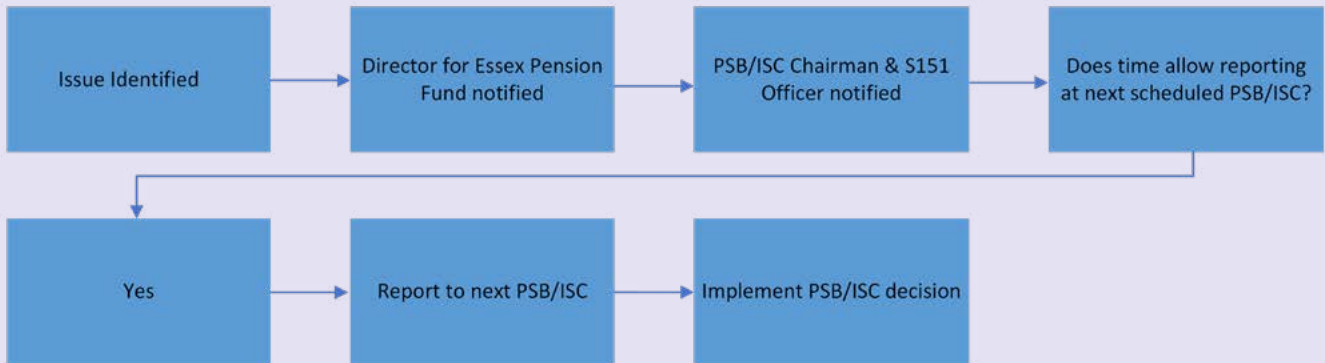 Issue Identified
Director for Essex Pension
Fund notified
PSB/ISC Chairman & S151
Officer notified
Does time allow reporting
at next scheduled PSB/ISC?
Yes
Report to next PSB/ISC
Implement PSB/ISC decision